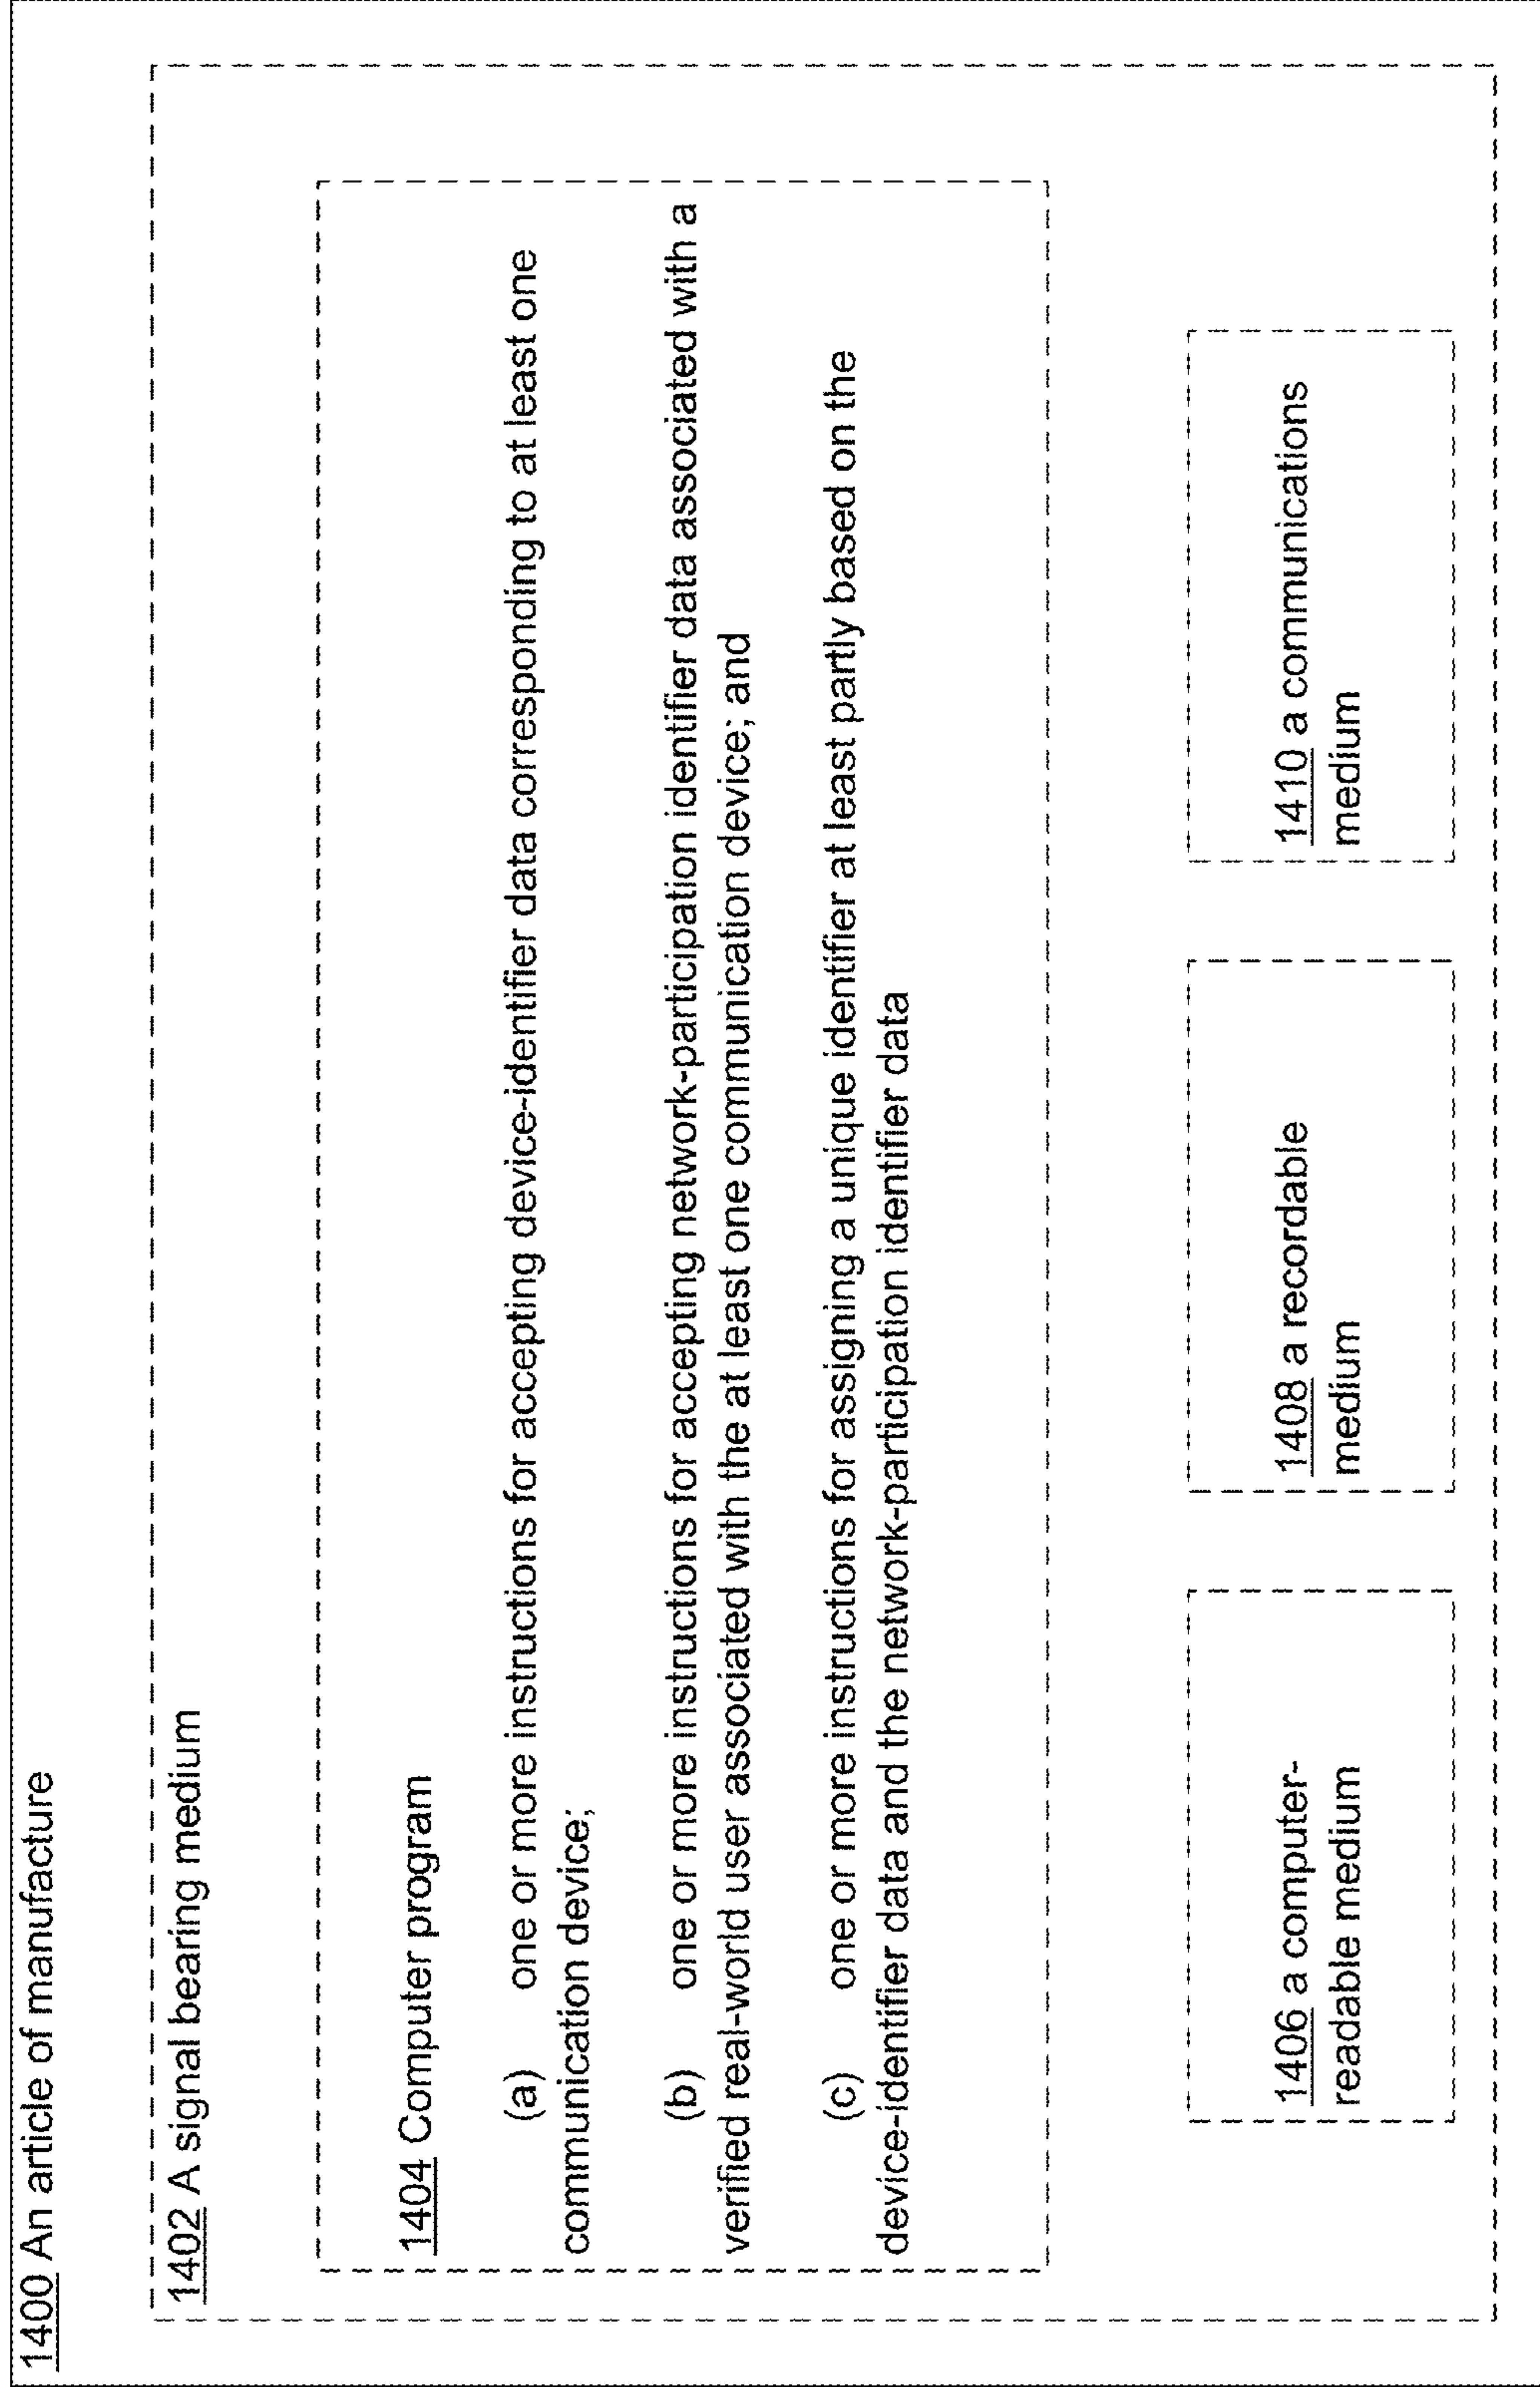 1400 An article of manufacture
1402 A signal bearing medium
1404 Computer program
(a) one or more instructions for accepting device-identifier data corresponding to at least one
communication device;
(b) one or more instructions for accepting network-participation identifier data associated with a
verified real-world user associated with the at least one communication device; and
(c) one or more instructions for assigning a unique identifier at least partly based on the
device-identifier data and the network-participation identifier data
1406 a computer-
readable medium
1408 a recordable
medium
1410 a communications
medium